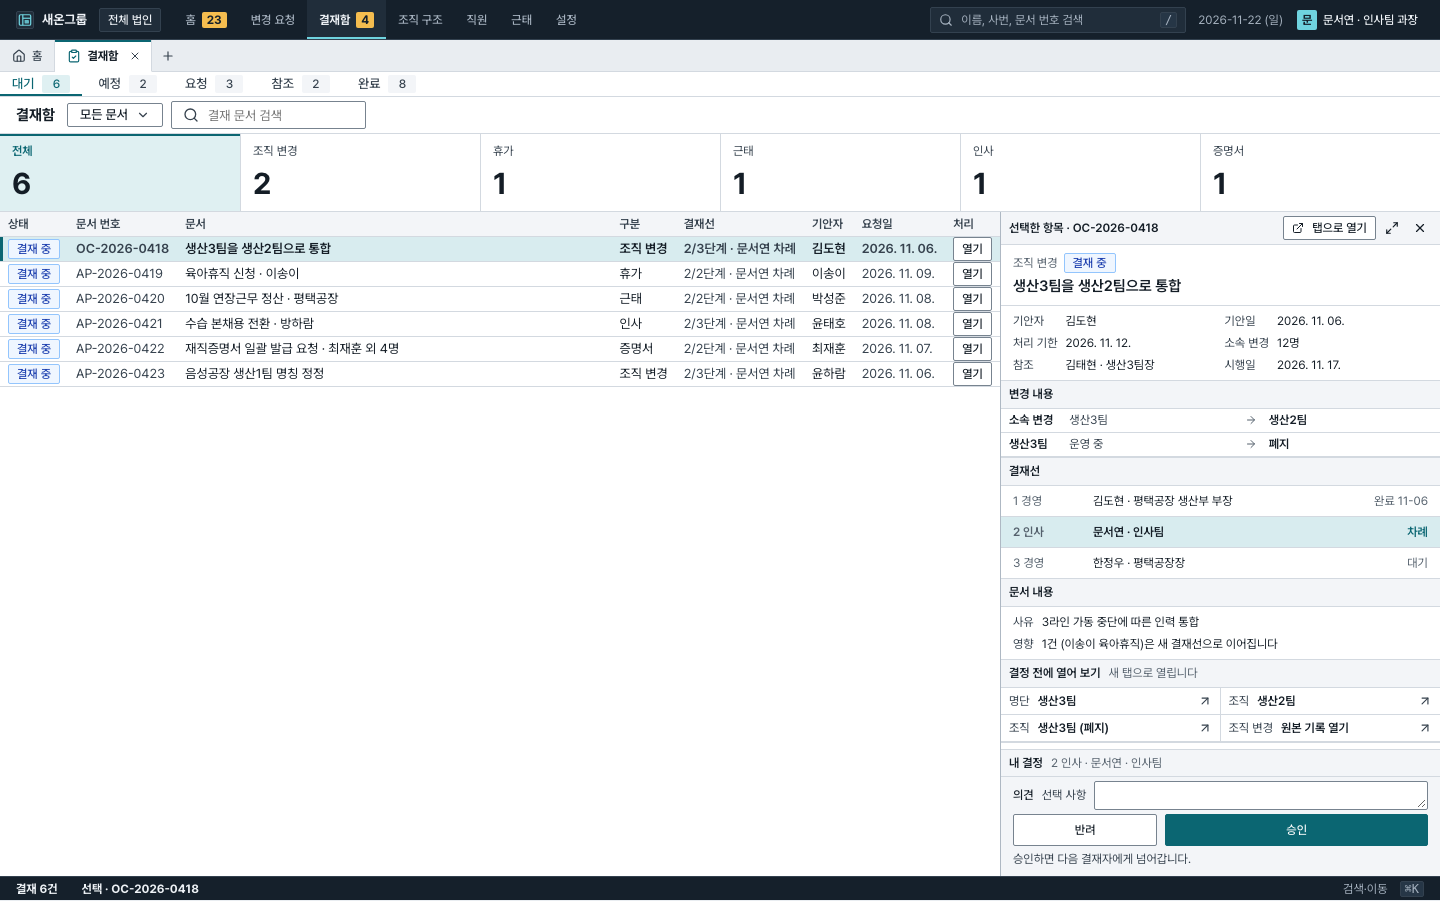 새온그룹 전체 법인 홈 23 변경 요청 결재함 4 조직 구조 직원 근태 설정 이름, 사번, 문서 번호 검색 / 2026-11-22 (일) 문 문서연 · 인사팀 과장
홈 결재함
대기 6 예정 2 요청 3 참조 2 완료 8
결재함 모든 문서 결재 문서 검색
전체 조직 변경 휴가 근태 인사 증명서
6 2 1 1 1 1
상태 문서 번호 문서 구분 결재선 기안자 요청일 처리
결재 중 OC-2026-0418 생산3팀을 생산2팀으로 통합 조직 변경 2/3단계 · 문서연 차례 김도현 2026. 11. 06. 열기
결재 중 AP-2026-0419 육아휴직 신청 · 이송이 휴가 2/2단계 · 문서연 차례 이송이 2026. 11. 09. 열기
결재 중 AP-2026-0420 10월 연장근무 정산 · 평택공장 근태 2/2단계 · 문서연 차례 박성준 2026. 11. 08. 열기
결재 중 AP-2026-0421 수습 본채용 전환 · 방하람 인사 2/3단계 · 문서연 차례 윤태호 2026. 11. 08. 열기
결재 중 AP-2026-0422 재직증명서 일괄 발급 요청 · 최재훈 외 4명 증명서 2/2단계 · 문서연 차례 최재훈 2026. 11. 07. 열기
결재 중 AP-2026-0423 음성공장 생산1팀 명칭 정정 조직 변경 2/3단계 · 문서연 차례 윤하람 2026. 11. 06. 열기
선택한 항목 · OC-2026-0418 탭으로 열기
조직 변경 결재 중
생산3팀을 생산2팀으로 통합
기안자 김도현 기안일 2026. 11. 06.
처리 기한 2026. 11. 12. 소속 변경 12명
참조 김태현 · 생산3팀장 시행일 2026. 11. 17.
변경 내용
소속 변경 생산3팀 → 생산2팀
생산3팀 운영 중 → 폐지
결재선
1 경영 김도현 · 평택공장 생산부 부장 완료 11-06
2 인사 문서연 · 인사팀 차례
3 경영 한정우 · 평택공장장 대기
문서 내용
사유 3라인 가동 중단에 따른 인력 통합
영향 1건 (이송이 육아휴직)은 새 결재선으로 이어집니다
결정 전에 열어 보기 새 탭으로 열립니다
명단 생산3팀 조직 생산2팀
조직 생산3팀 (폐지) 조직 변경 원본 기록 열기
내 결정 2 인사 · 문서연 · 인사팀
의견 선택 사항
반려 승인
승인하면 다음 결재자에게 넘어갑니다.
결재 6건 선택 · OC-2026-0418 검색·이동 ⌘K